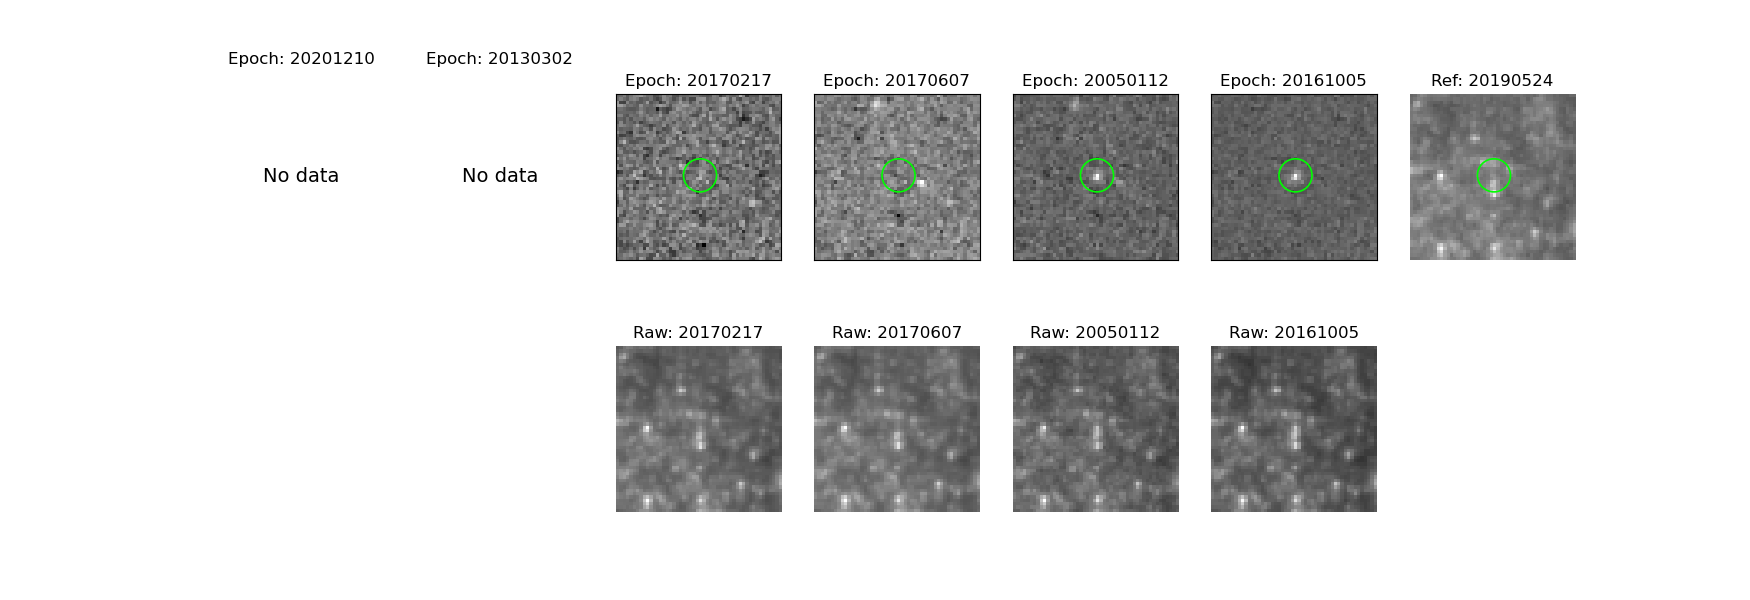 Epoch: 20201210
Epoch: 20130302
Epoch: 20170217
Epoch: 20170607
Epoch: 20050112
Epoch: 20161005
Ref: 20190524
No data
No data
Raw: 20170217
Raw: 20170607
Raw: 20050112
Raw: 20161005